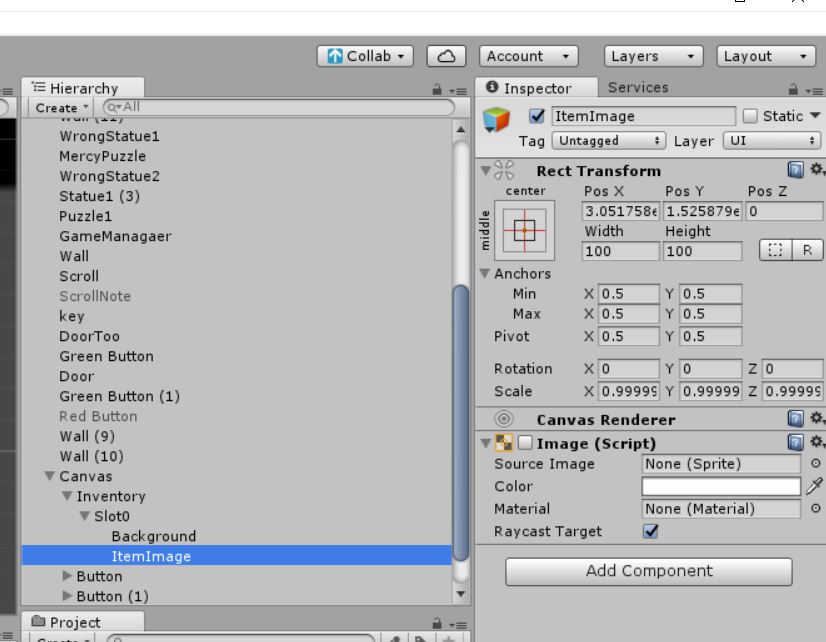 Collab
Account
Layers
Layout
Hierarchy
Create
All
Wall (11)
WrongStatue1
MercyPuzzle
WrongStatue2
Statue1 (3)
Puzzle1
GameManagaer
Wall
Scroll
ScrollNote
key
DoorToo
Green Button
Door
Green Button (1)
Red Button
Wall (9)
Wall (10)
Canvas
Inventory
Slot0
Background
ItemImage
Button
Button (1)
Project
Create
Inspector
Services
ItemImage
Static
Tag Untagged Layer UI
Rect Transform
center
middle
Pos X Pos Y Pos Z
3.051758e 1.525879e 0
Width Height
100 100
R
Anchors
Min X 0.5 Y 0.5
Max X 0.5 Y 0.5
Pivot X 0.5 Y 0.5
Rotation X 0 Y 0 Z 0
Scale X 0.99999 Y 0.99999 Z 0.99999
Canvas Renderer
Image (Script)
Source Image None (Sprite)
Color
Material None (Material)
Raycast Target
Add Component